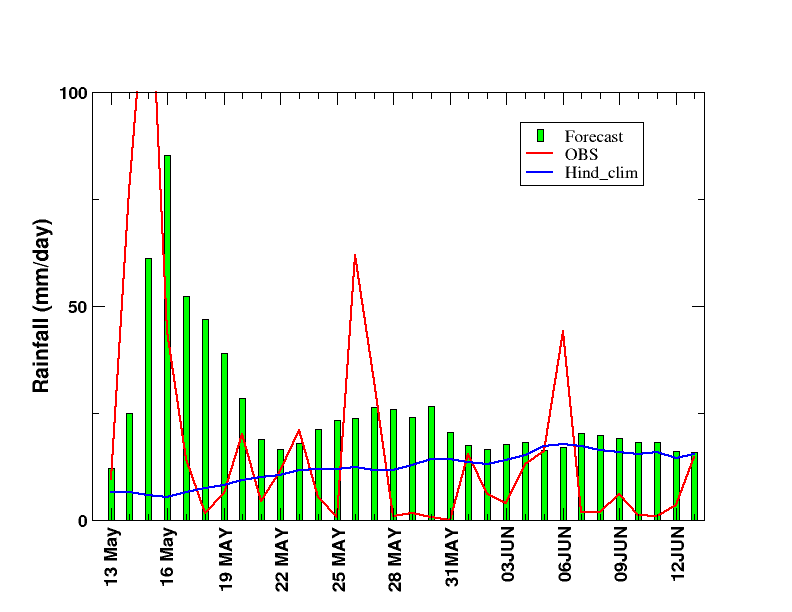 100
50
0
Rainfall (mm/day)
Forecast
OBS
Hind_clim
13 May
16 May
19 MAY
22 MAY
25 MAY
28 MAY
31MAY
03JUN
06JUN
09JUN
12JUN